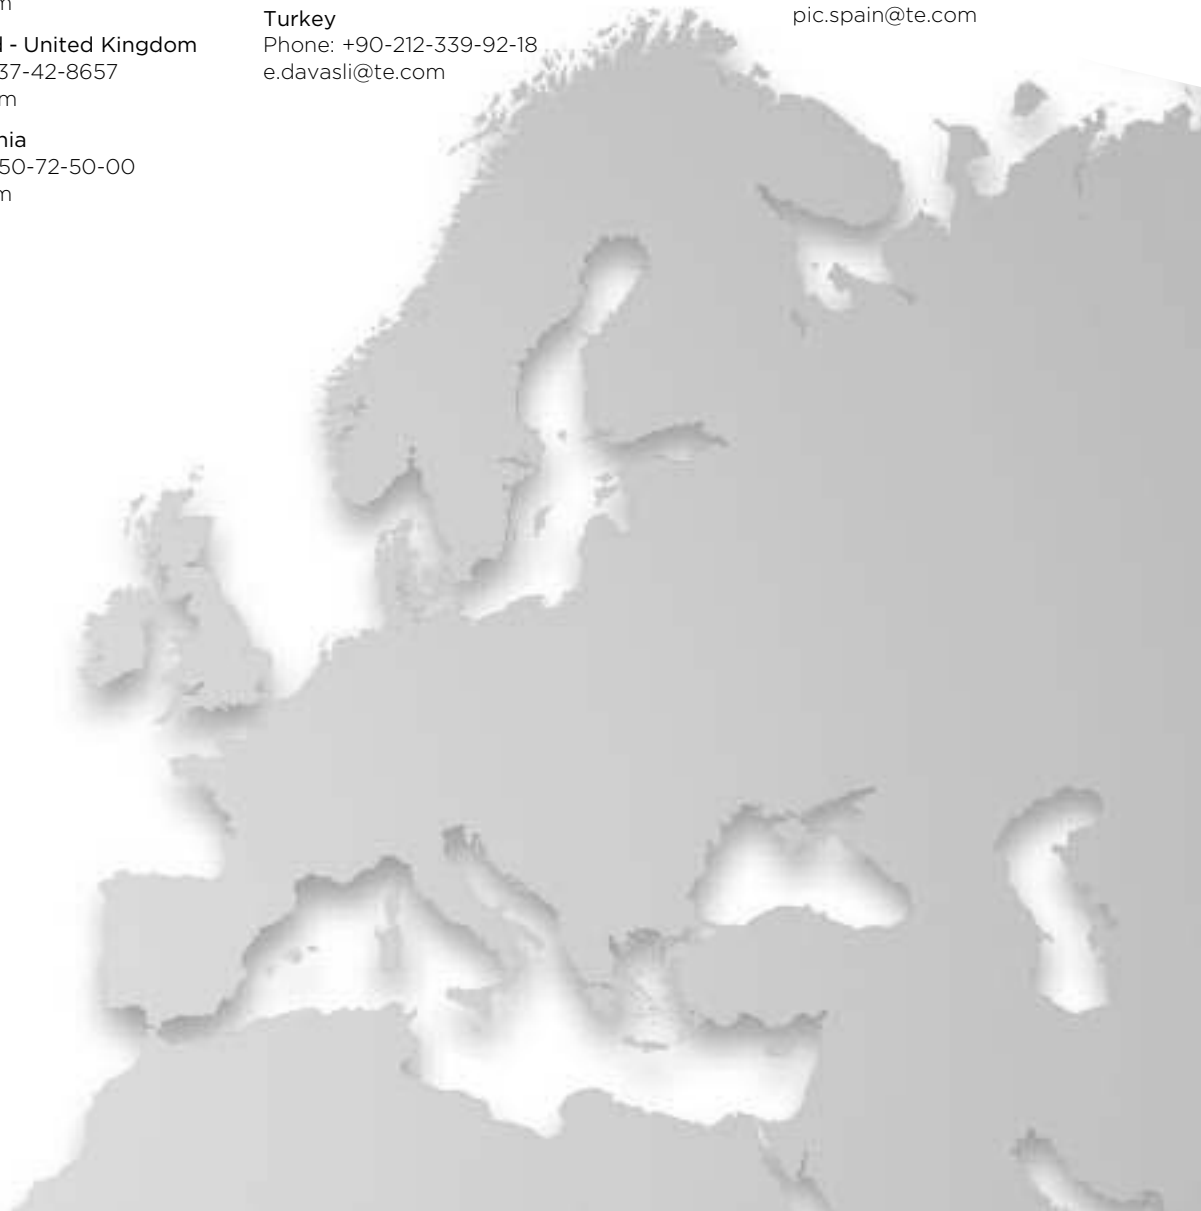 m
l - United Kingdom
37-42-8657
m
nia
50-72-50-00
m
Turkey
Phone: +90-212-339-92-18
e.davasli@te.com
pic.spain@te.com